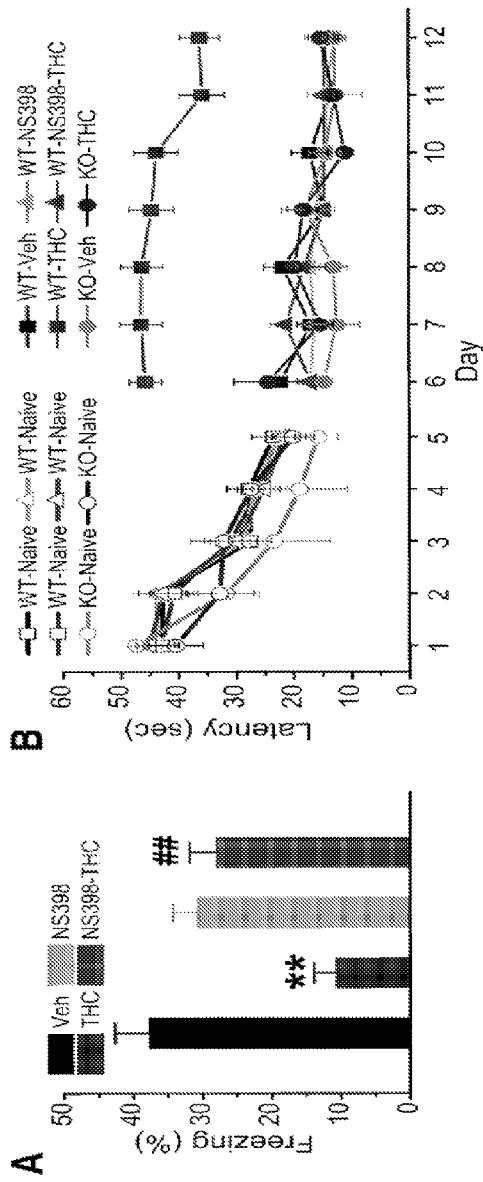 A
Veh NS398
THC NS398-THC
Freezing (%)
50
40
30
20
10
0
**
##
B
WT-Naive WT-Naive WT-Veh WT-NS398
WT-Naive WT-Naive WT-THC WT-NS398-THC
KO-Naive KO-Naive KO-Veh KO-THC
Latency (sec)
60
50
40
30
20
10
0
1 2 3 4 5 6 7 8 9 10 11 12
Day